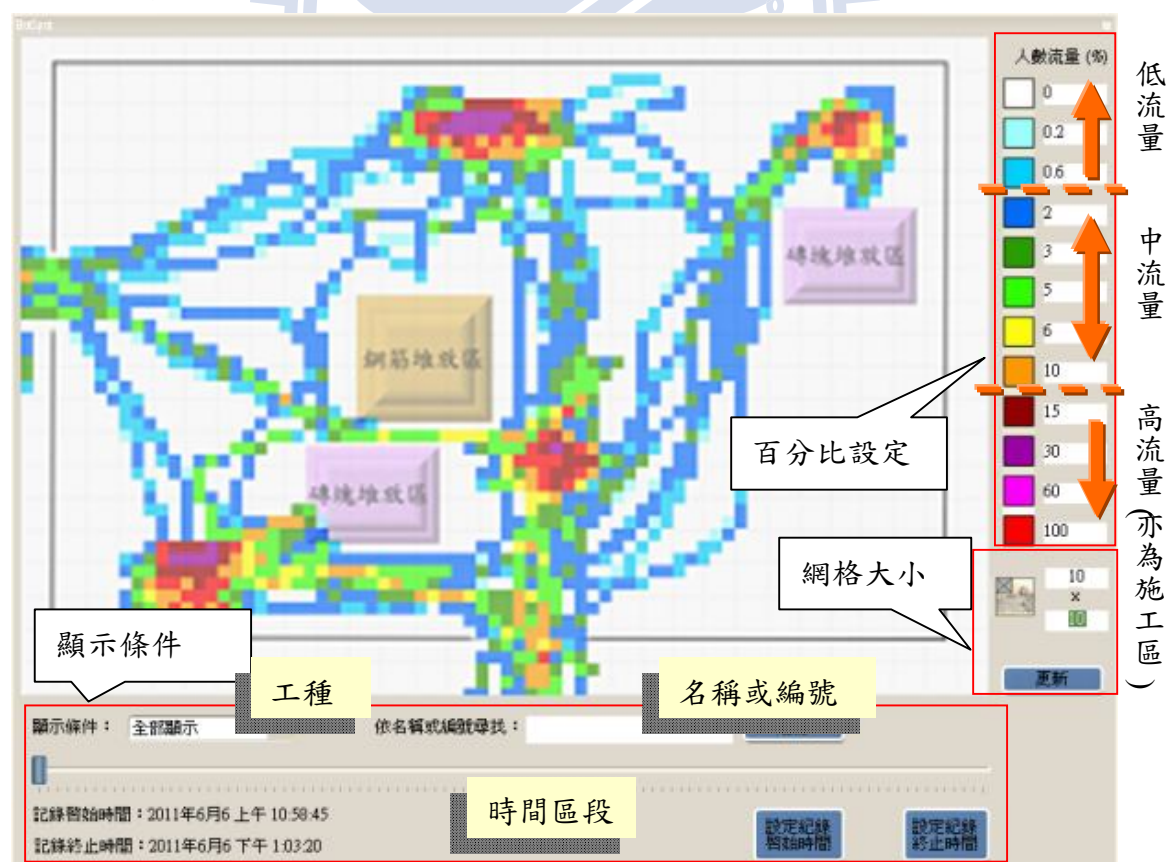 人數流量 (%)
0
0.2
0.6
2
3
5
6
10
15
30
60
100
低流量
中流量
高流量(亦為施工區)
磚塊堆放區
鋼筋堆放區
磚塊堆放區
百分比設定
網格大小
10
x
10
更新
顯示條件
工種
名稱或編號
顯示條件：
全部顯示
依名稱或編號尋找：
時間區段
記錄啟始時間：2011年6月6 上午 10:58:45
記錄終止時間：2011年6月6 下午 1:03:20
設定紀錄
啟始時間
設定紀錄
終止時間